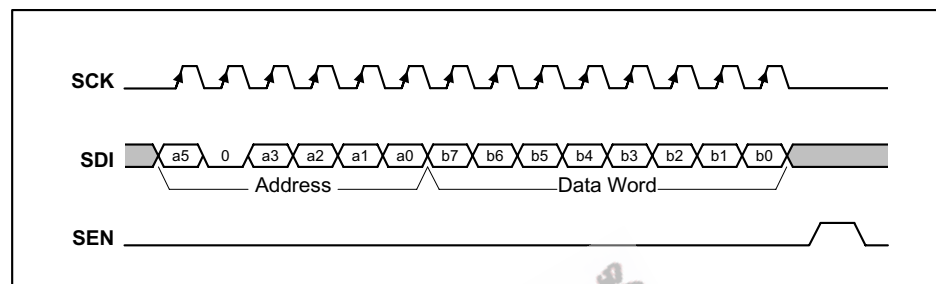 SCK
SDI a5 0 a3 a2 a1 a0 b7 b6 b5 b4 b3 b2 b1 b0
Address Data Word
SEN